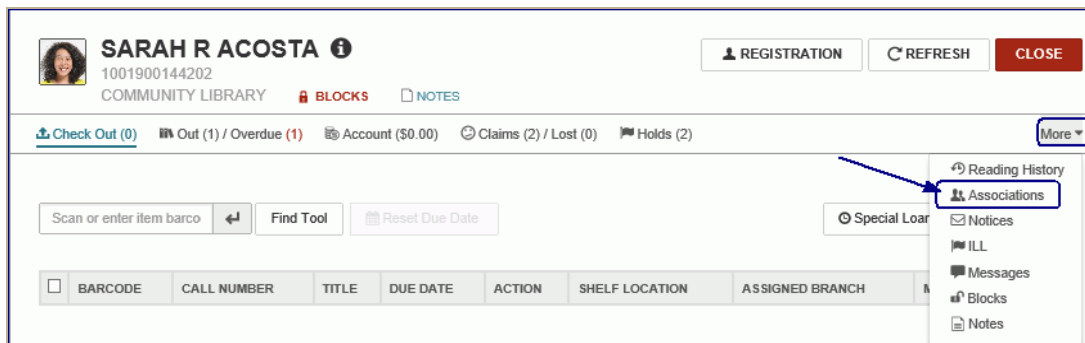 SARAH R ACOSTA
1001900144202
COMMUNITY LIBRARY BLOCKS NOTES
REGISTRATION REFRESH CLOSE
Check Out (0) Out (1) / Overdue (1) Account ($0.00) Claims (2) / Lost (0) Holds (2) More
Reading History
Associations
Notices
ILL
Messages
Blocks
Notes
Scan or enter item barco Find Tool Reset Due Date Special Loan
BARCODE CALL NUMBER TITLE DUE DATE ACTION SHELF LOCATION ASSIGNED BRANCH